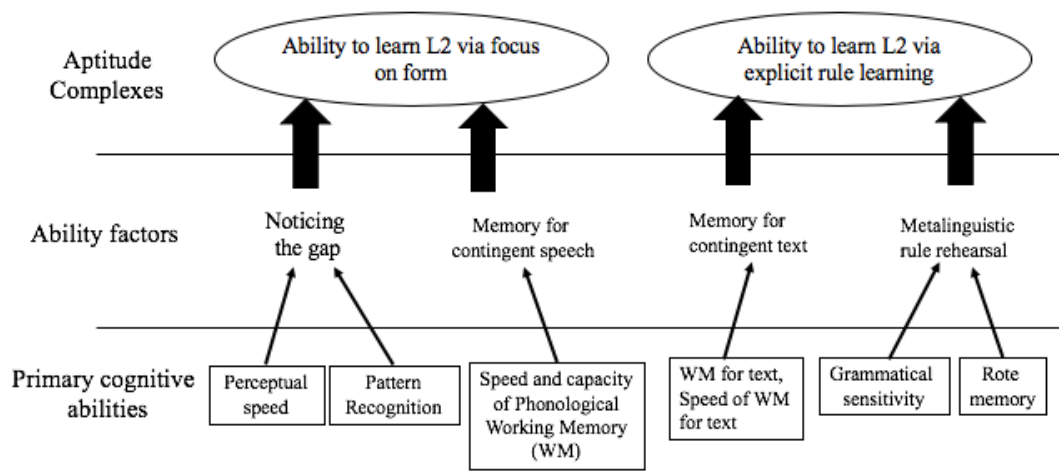 Aptitude
Complexes
Ability to learn L2 via focus
on form
Ability to learn L2 via
explicit rule learning
Ability factors
Noticing
the gap
Memory for
contingent speech
Memory for
contingent text
Metalinguistic
rule rehearsal
Primary cognitive
abilities
Perceptual
speed
Pattern
Recognition
Speed and capacity
of Phonological
Working Memory
(WM)
WM for text,
Speed of WM
for text
Grammatical
sensitivity
Rote
memory